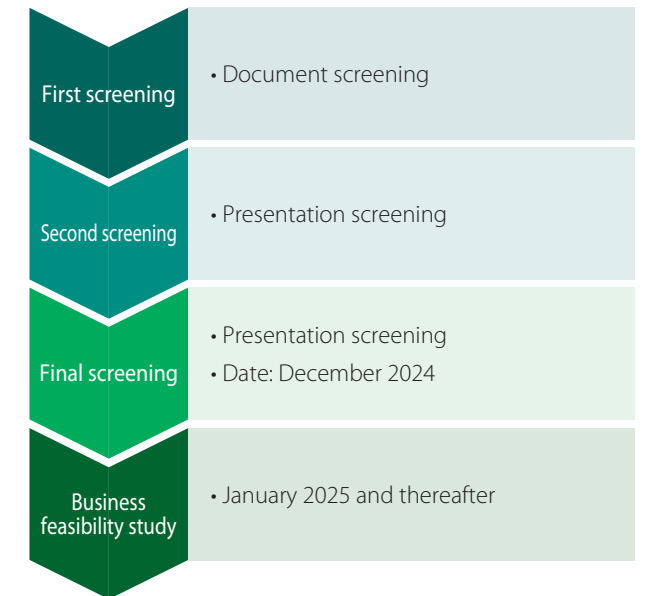 First screening
• Document screening
Second screening
• Presentation screening
Final screening
• Presentation screening
• Date: December 2024
Business
feasibility study
• January 2025 and thereafter